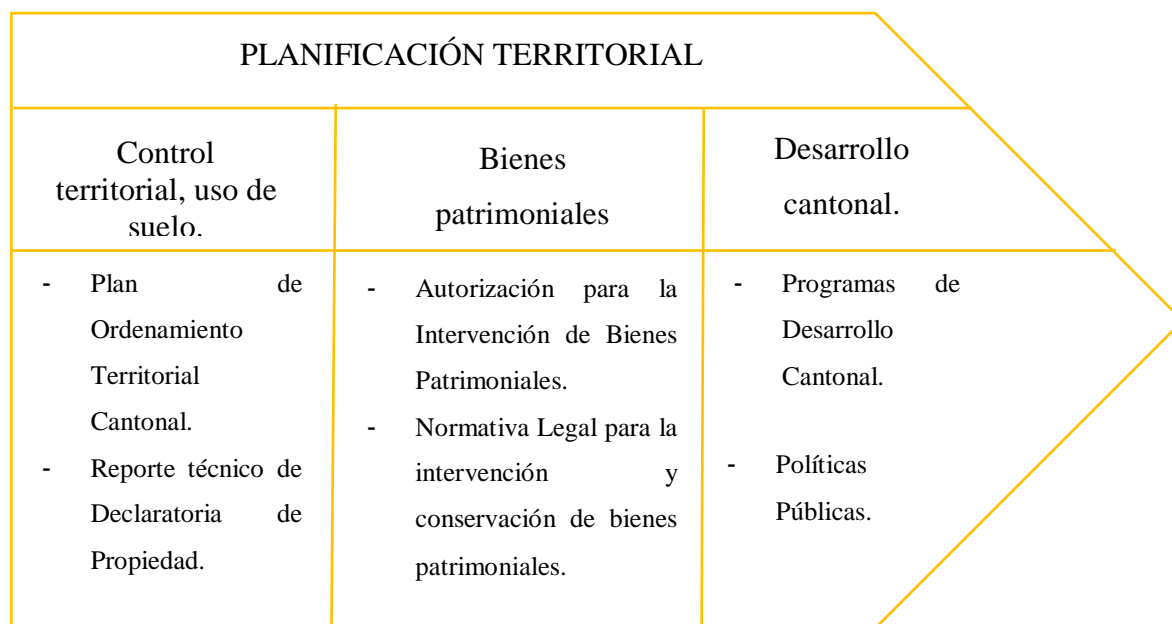 PLANIFICACIÓN TERRITORIAL
Control
territorial, uso de
suelo.
Bienes
patrimoniales
Desarrollo
cantonal.
- Plan de
Ordenamiento
Territorial
Cantonal.
- Reporte técnico de
Declaratoria de
Propiedad.
- Autorización para la
Intervención de Bienes
Patrimoniales.
- Normativa Legal para la
intervención y
conservación de bienes
patrimoniales.
- Programas de
Desarrollo
Cantonal.
- Políticas
Públicas.